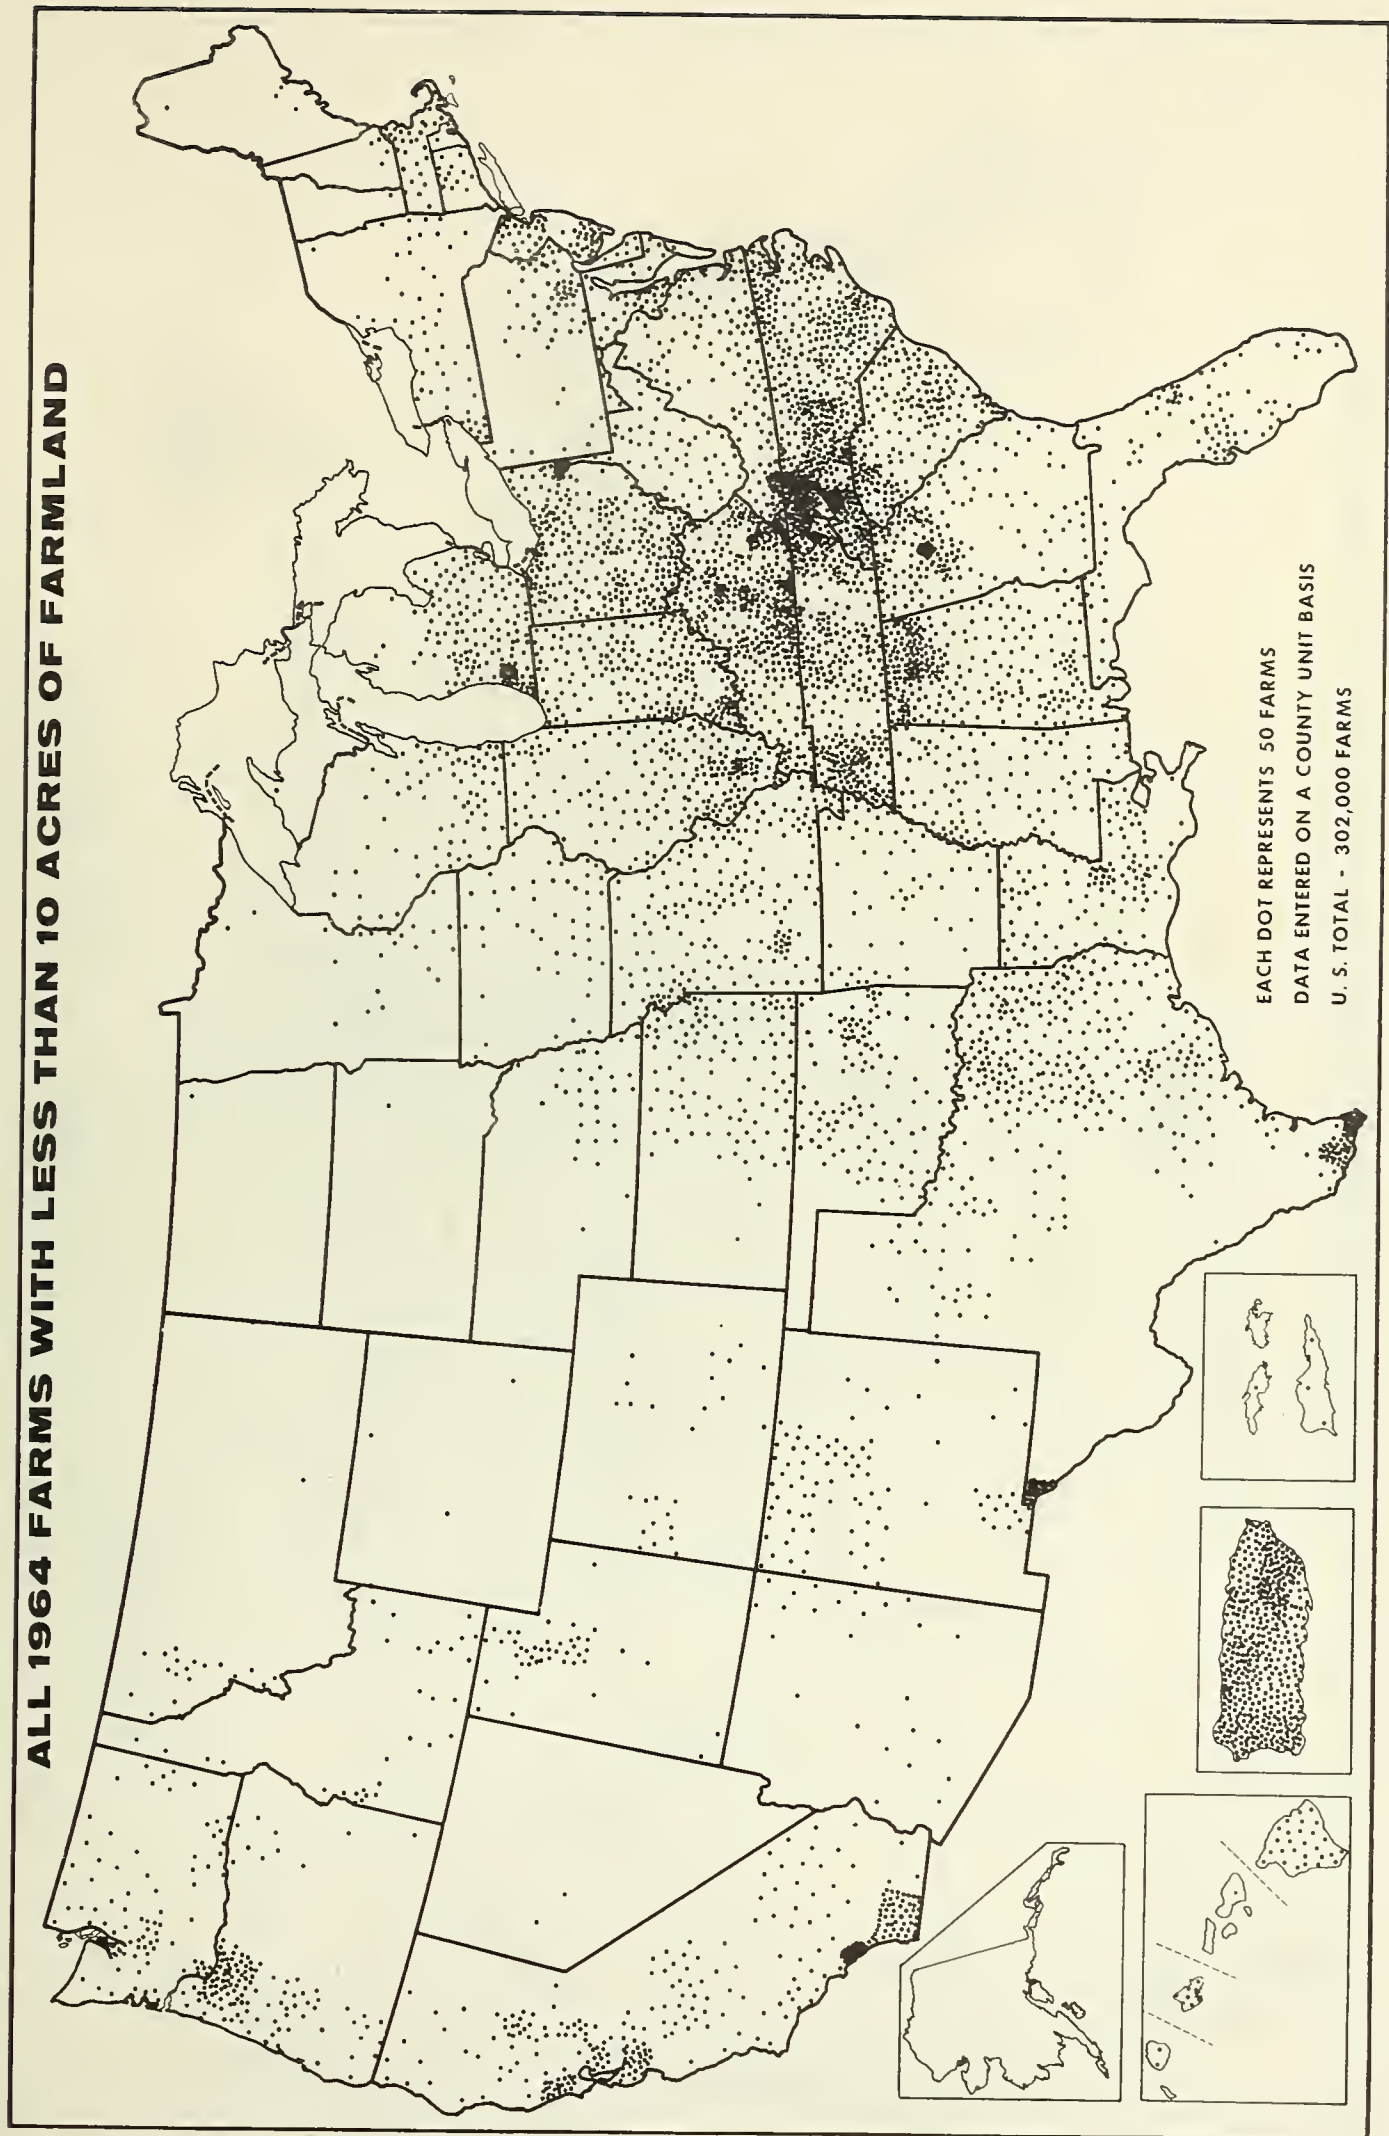 ALL 1964 FARMS WITH LESS THAN 10 ACRES OF FARMLAND
EACH DOT REPRESENTS 50 FARMS
DATA ENTERED ON A COUNTY UNIT BASIS
U. S. TOTAL - 302,000 FARMS